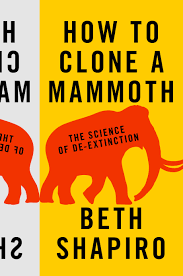 HOW TO
CLONE A
MAMMOTH
THE SCIENCE
OF DE-EXTINCTION
BETH
SHAPIRO